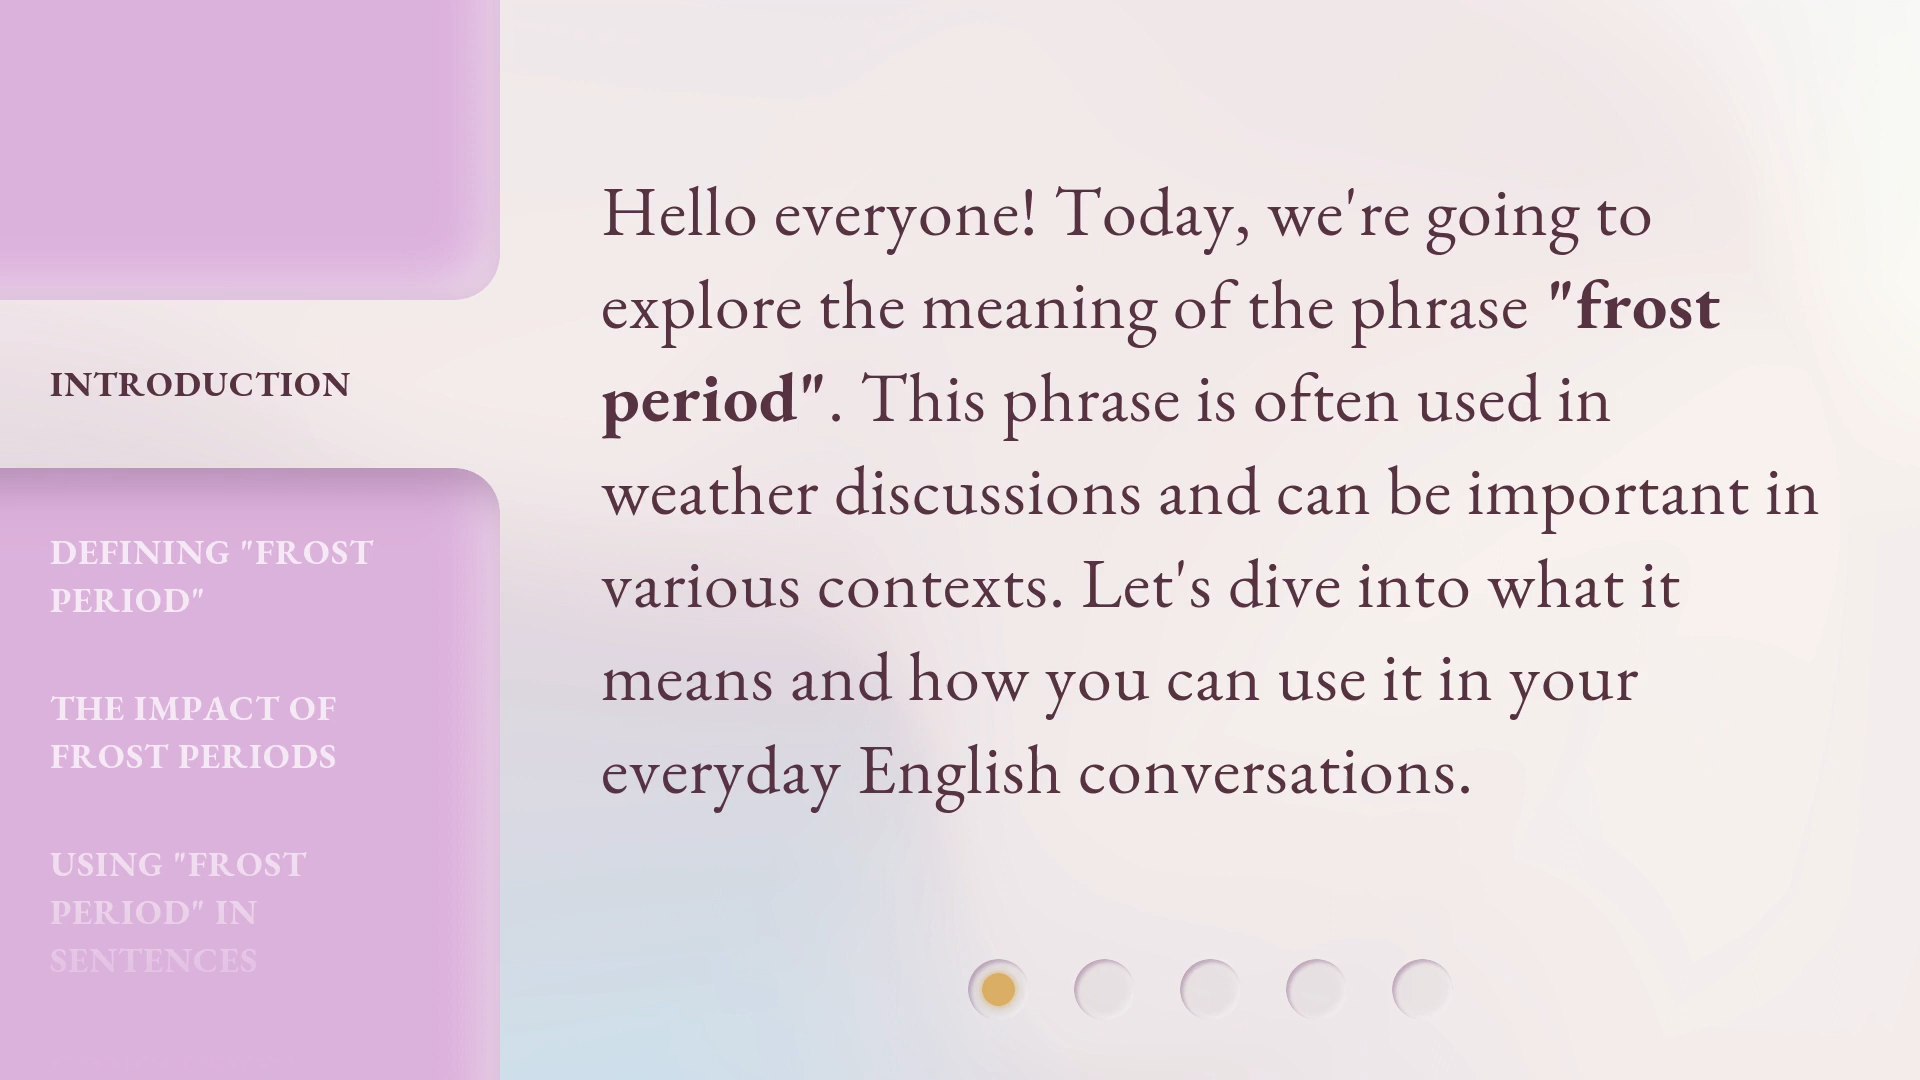 INTRODUCTION
DEFINING "FROST
PERIOD"
THE IMPACT OF
FROST PERIODS
USING "FROST
PERIOD" IN
SENTENCES
Hello everyone! Today, we're going to
explore the meaning of the phrase "frost
period". This phrase is often used in
weather discussions and can be important in
various contexts. Let's dive into what it
means and how you can use it in your
everyday English conversations.